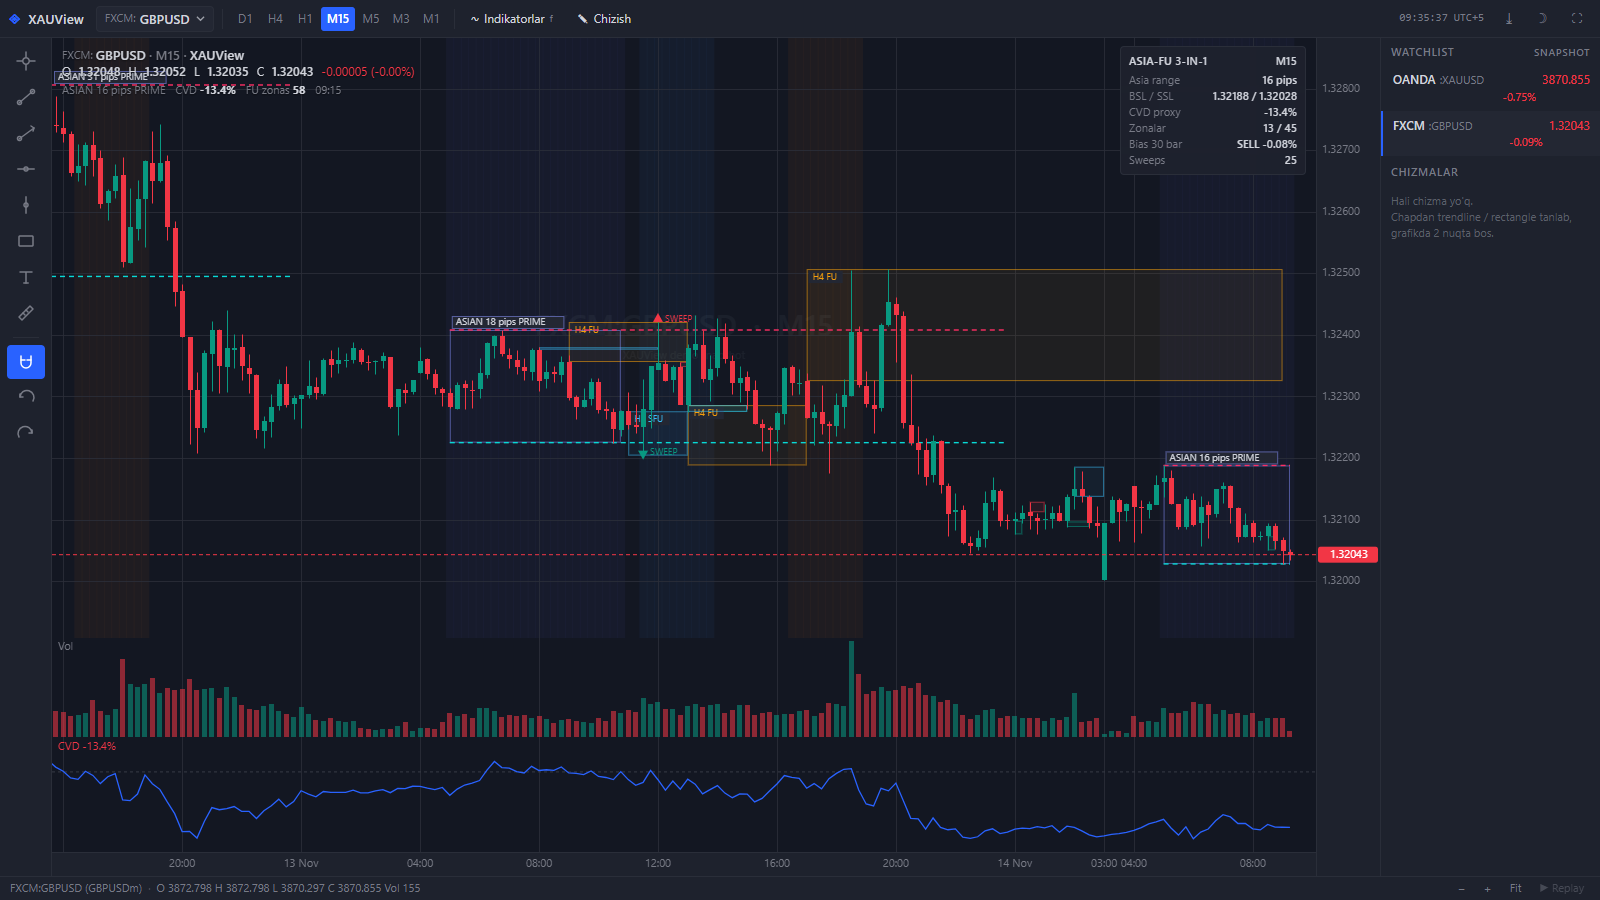 XAUView
FXCM: GBPUSD
D1 H4 H1 M15 M5 M3 M1
Indikatorlar f
Chizish
09:35:37 UTC+5
FXCM: GBPUSD · M15 · XAUView
O 1.32048 H 1.32052 L 1.32035 C 1.32043 -0.00005 (-0.00%)
ASIAN 31 pips PRIME
ASIAN 16 pips PRIME CVD -13.4% FU zonas 58 09:15
ASIA-FU 3-IN-1 M15
Asia range 16 pips
BSL / SSL 1.32188 / 1.32028
CVD proxy -13.4%
Zonalar 13 / 45
Bias 30 bar SELL -0.08%
Sweeps 25
WATCHLIST SNAPSHOT
OANDA :XAUUSD 3870.855
-0.75%
FXCM :GBPUSD 1.32043
-0.09%
CHIZMALAR
Hali chizma yo'q.
Chapdan trendline / rectangle tanlab,
grafikda 2 nuqta bos.
1.32800
1.32700
1.32600
1.32500
1.32400
1.32300
1.32200
1.32100
1.32043
1.32000
H4 FU
ASIAN 18 pips PRIME
H4 FU
SWEEP
H4 FU
SWEEP
ASIAN 16 pips PRIME
Vol
CVD -13.4%
20:00 13 Nov 04:00 08:00 12:00 16:00 20:00 14 Nov 03:00 04:00 08:00
FXCM:GBPUSD (GBPUSDm) · O 3872.798 H 3872.798 L 3870.297 C 3870.855 Vol 155
− + Fit Replay